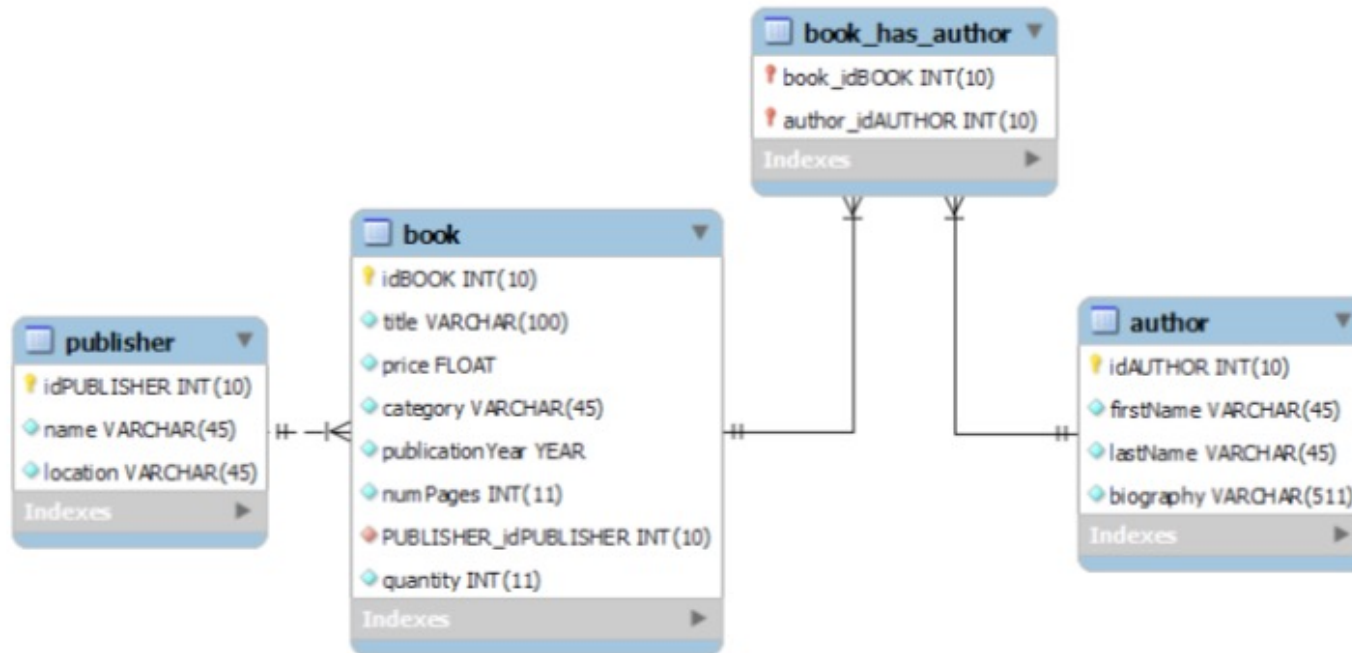 book_has_author
book_idBOOK INT(10)
author_idAUTHOR INT(10)
Indexes
book
idBOOK INT(10)
title VARCHAR(100)
price FLOAT
category VARCHAR(45)
publicationYear YEAR
numPages INT(11)
PUBLISHER_idPUBLISHER INT(10)
quantity INT(11)
Indexes
publisher
idPUBLISHER INT(10)
name VARCHAR(45)
location VARCHAR(45)
Indexes
author
idAUTHOR INT(10)
firstName VARCHAR(45)
lastName VARCHAR(45)
biography VARCHAR(511)
Indexes